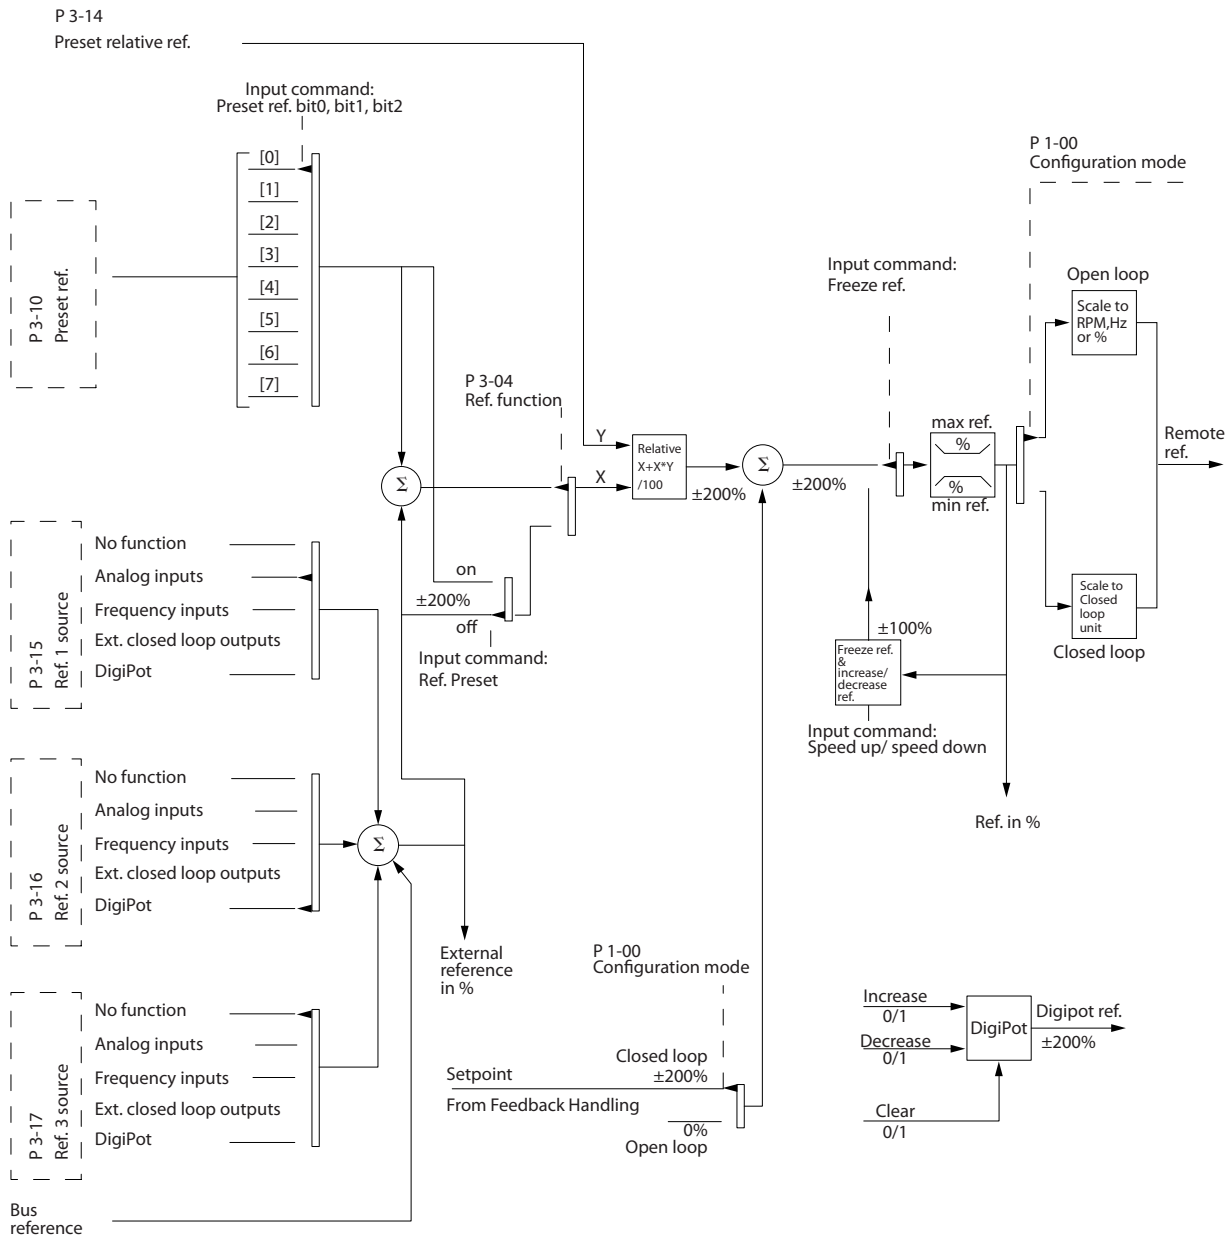 P 3-14
Preset relative ref.
Input command:
Preset ref. bit0, bit1, bit2
[0]
[1]
[2]
[3]
[4]
[5]
[6]
[7]
P 3-10
Preset ref.
P 1-00
Configuration mode
Input command:
Freeze ref.
Open loop
Scale to
RPM,Hz
or %
P 3-04
Ref. function
Y
X
Relative
X+X*Y
/100
±200%
Σ
±200%
max ref.
%
%
min ref.
Remote
ref.
Σ
P 3-15
Ref. 1 source
No function
Analog inputs
Frequency inputs
Ext. closed loop outputs
DigiPot
on
±200%
off
Input command:
Ref. Preset
Scale to
Closed
loop
unit
Closed loop
±100%
Freeze ref.
&
increase/
decrease
ref.
Input command:
Speed up/ speed down
Ref. in %
P 3-16
Ref. 2 source
No function
Analog inputs
Frequency inputs
Ext. closed loop outputs
DigiPot
Σ
External
reference
in %
P 1-00
Configuration mode
Closed loop
±200%
Setpoint
From Feedback Handling
0%
Open loop
Increase
0/1
Decrease
0/1
Clear
0/1
DigiPot
Digipot ref.
±200%
P 3-17
Ref. 3 source
No function
Analog inputs
Frequency inputs
Ext. closed loop outputs
DigiPot
Bus
reference